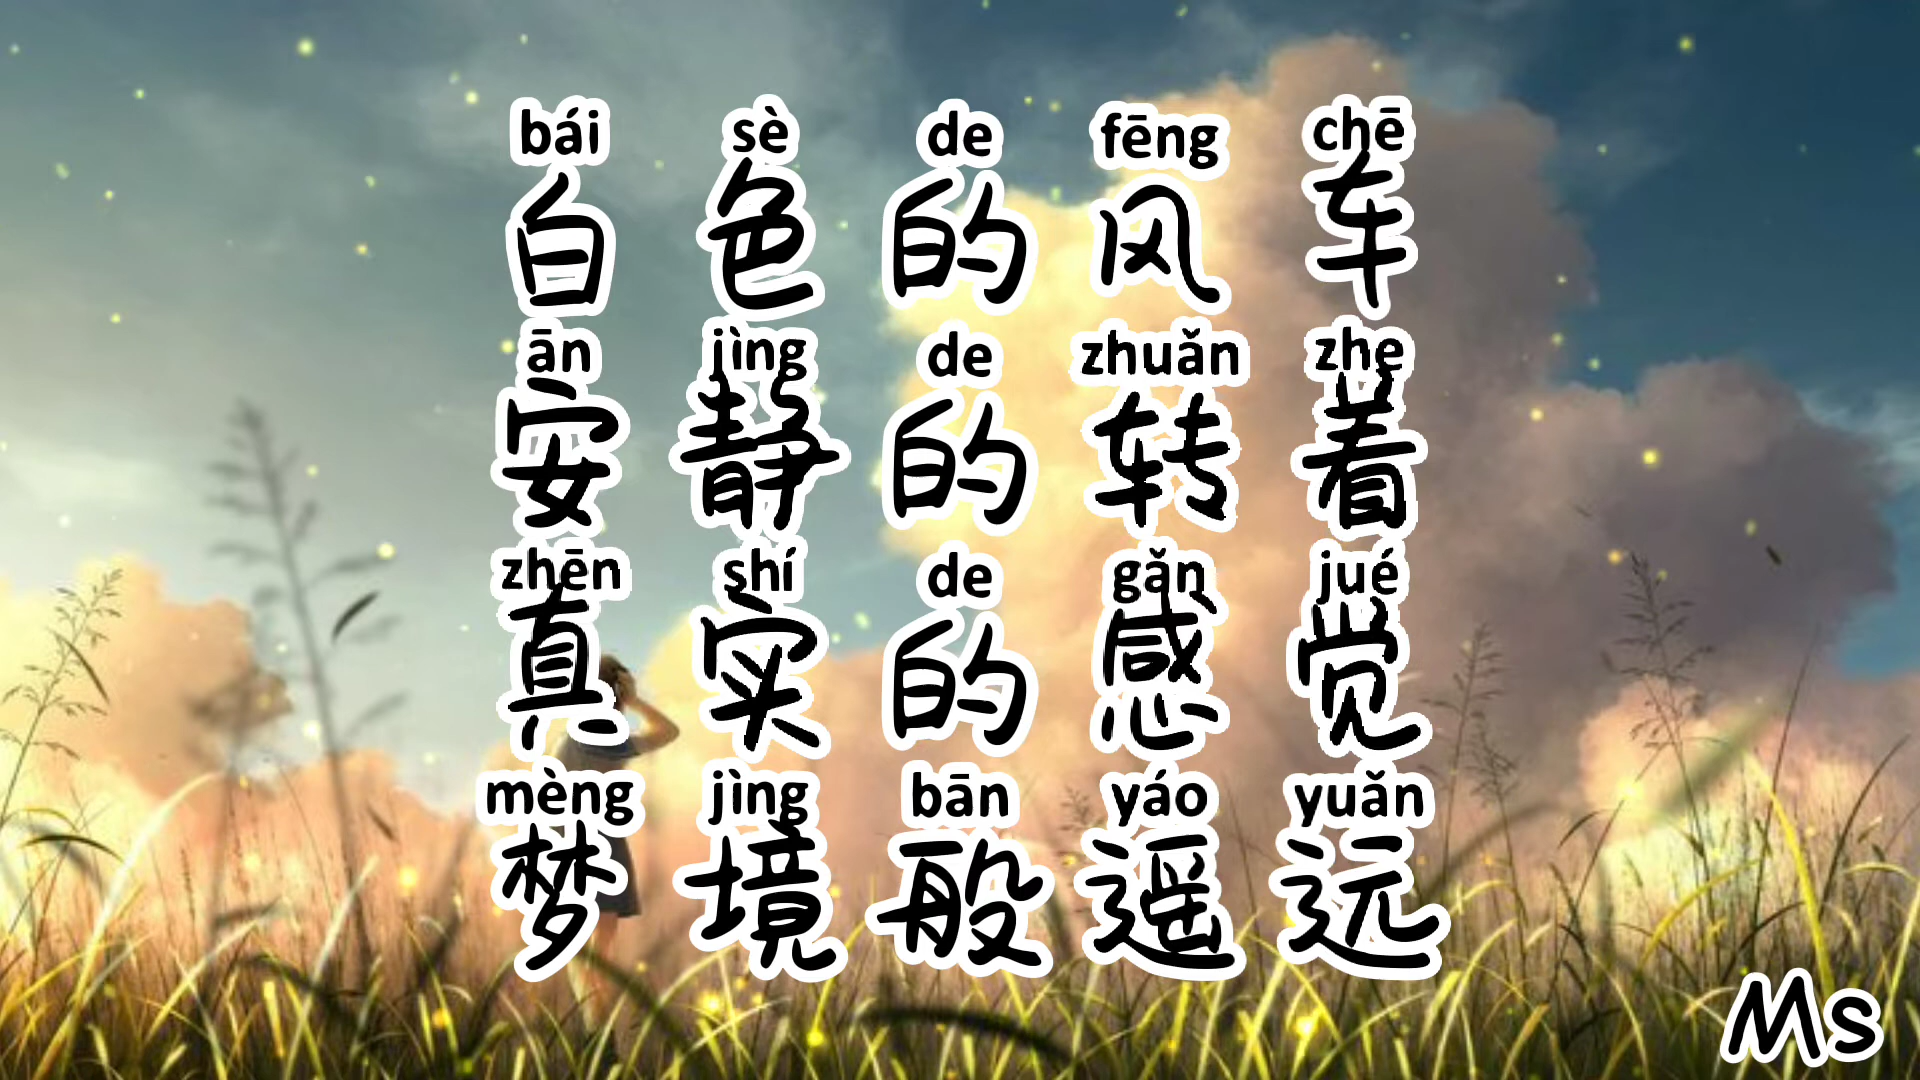 bái sè de fēng chē
白色的风车
ān jìng de zhuǎn zhe
安静的转着
zhēn shí de gǎn jué
真实的感觉
mèng jìng bān yáo yuǎn
梦境般遥远
Ms